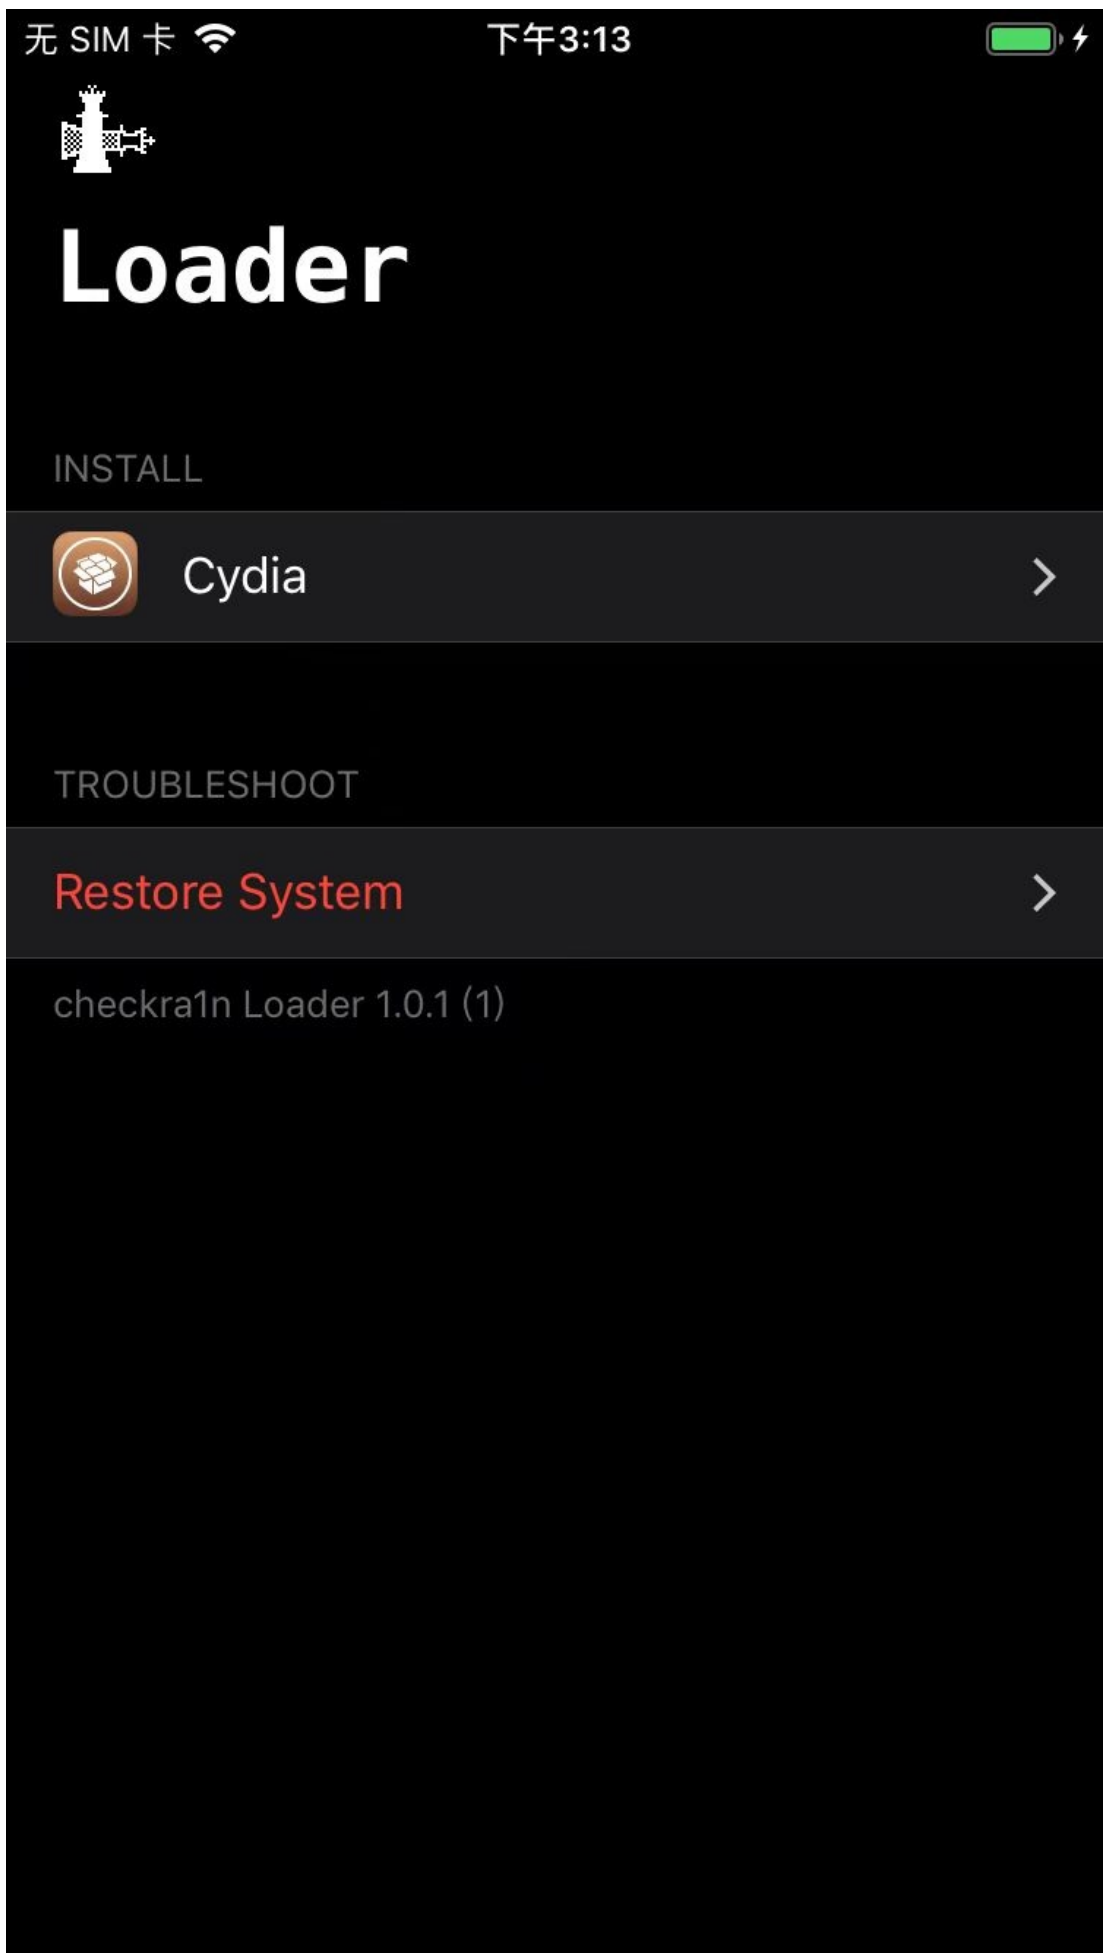 无 SIM 卡 下午3:13
Loader
INSTALL
Cydia
TROUBLESHOOT
Restore System
checkra1n Loader 1.0.1 (1)